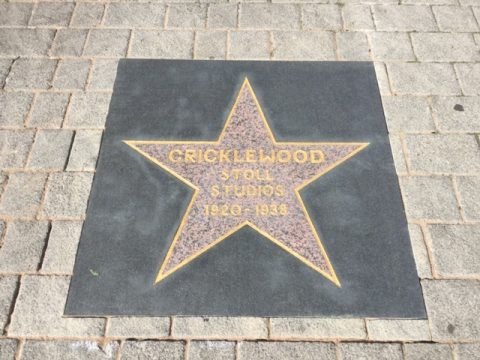 CRICKLEWOOD
STOLL
STUDIOS
1920 - 1938